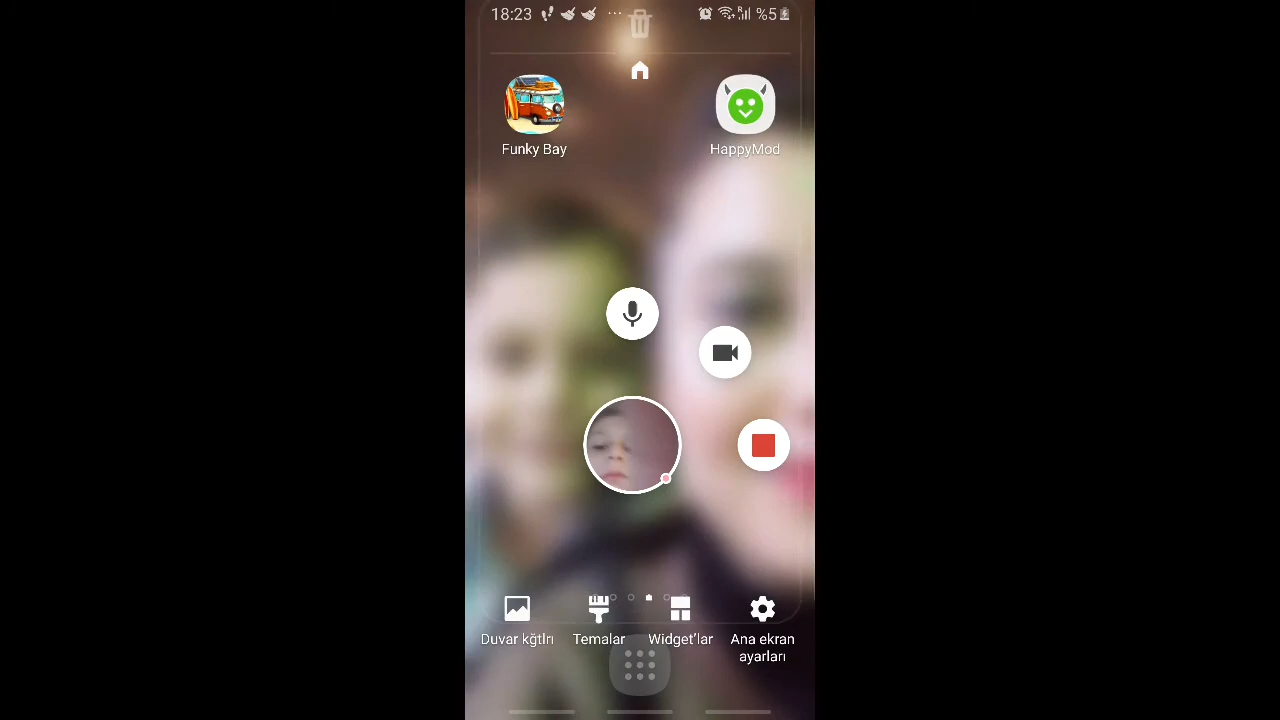 18:23
%5
Funky Bay
HappyMod
Duvar kğtlrı
Temalar
Widget'lar
Ana ekran
ayarları